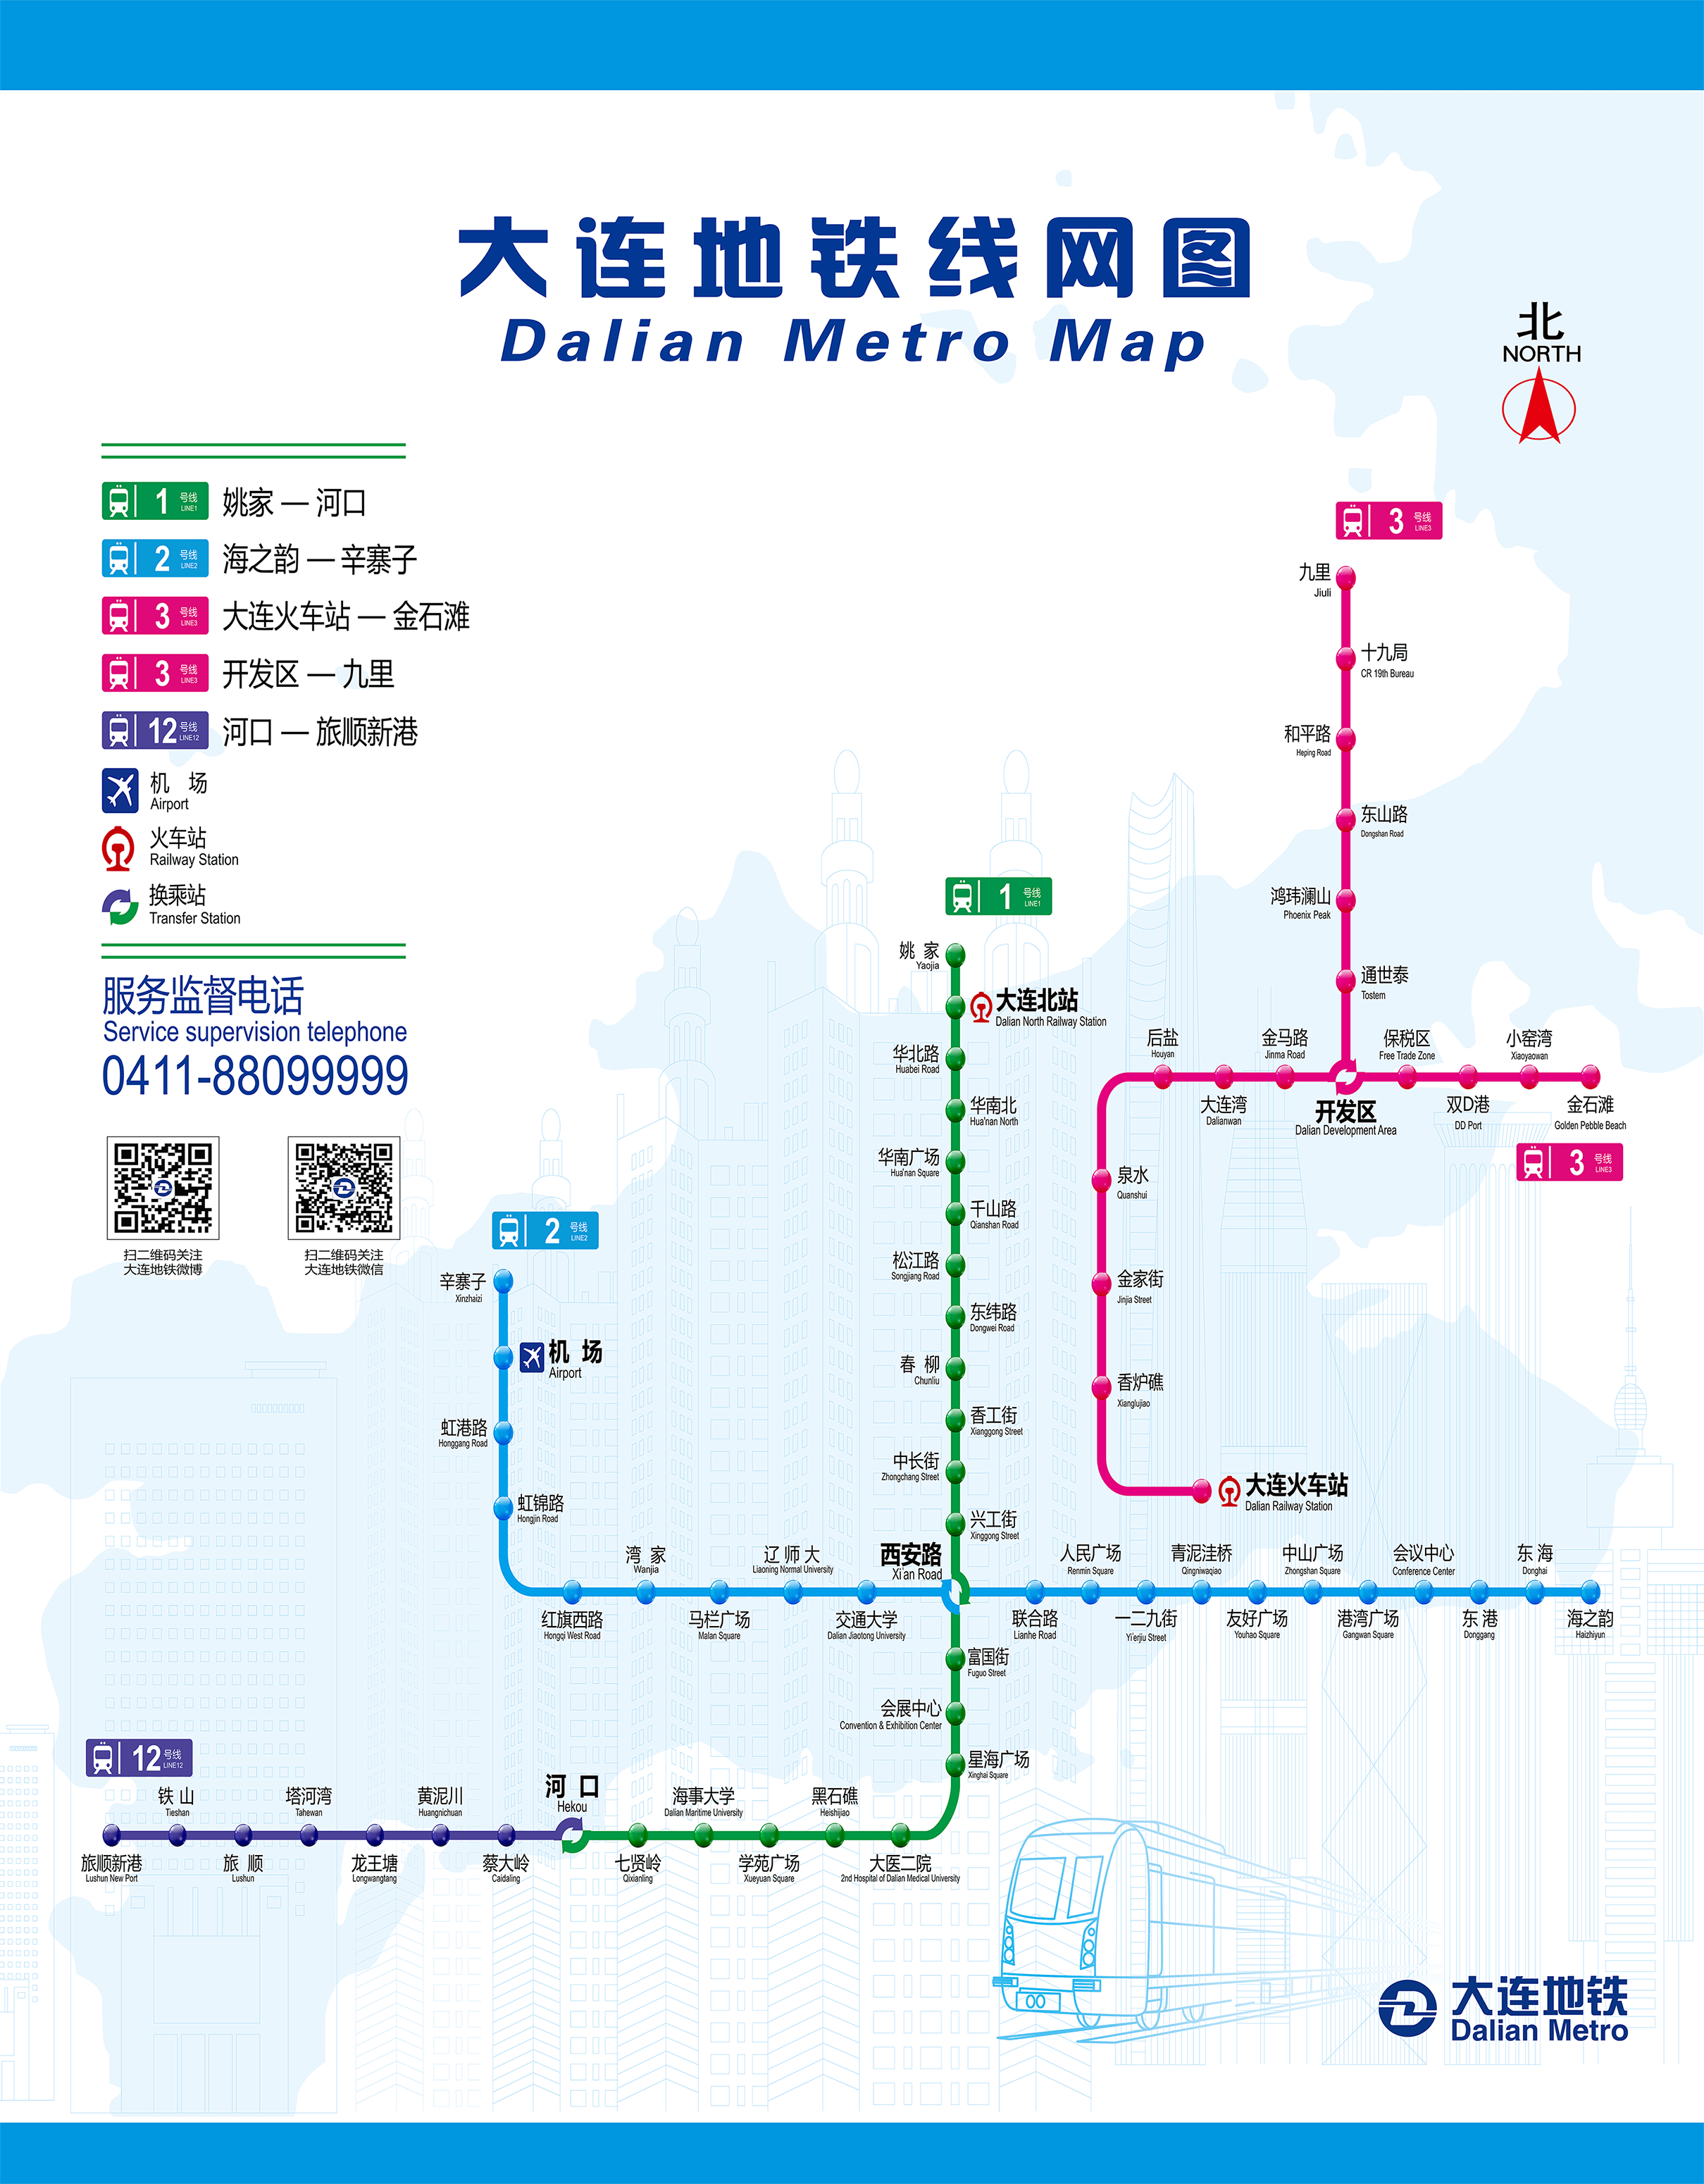 大连地铁线网图
Dalian Metro Map
北
NORTH
1 号线 LINE1 姚家 — 河口
2 号线 LINE2 海之韵 — 辛寨子
3 号线 LINE3 大连火车站 — 金石滩
3 号线 LINE3 开发区 — 九里
12 号线 LINE12 河口 — 旅顺新港
机 场
Airport
火车站
Railway Station
换乘站
Transfer Station
服务监督电话
Service supervision telephone
0411-88099999
扫二维码关注
大连地铁微博
扫二维码关注
大连地铁微信
3 号线 LINE3
九里
Jiuli
十九局
CR 19th Bureau
和平路
Heping Road
东山路
Dongshan Road
鸿玮澜山
Phoenix Peak
通世泰
Tostem
后盐
Houyan
金马路
Jinma Road
保税区
Free Trade Zone
小窑湾
Xiaoyaowan
大连湾
Dalianwan
开发区
Dalian Development Area
双D港
DD Port
金石滩
Golden Pebble Beach
3 号线 LINE3
泉水
Quanshui
金家街
Jinjia Street
香炉礁
Xianglujiao
大连火车站
Dalian Railway Station
1 号线 LINE1
姚 家
Yaojia
大连北站
Dalian North Railway Station
华北路
Huabei Road
华南北
Hua'nan North
华南广场
Hua'nan Square
千山路
Qianshan Road
松江路
Songjiang Road
东纬路
Dongwei Road
春 柳
Chunliu
香工街
Xianggong Street
中长街
Zhongchang Street
兴工街
Xinggong Street
西安路
Xi'an Road
富国街
Fuguo Street
会展中心
Convention & Exhibition Center
星海广场
Xinghai Square
2 号线 LINE2
辛寨子
Xinzhaizi
机 场
Airport
虹港路
Honggang Road
虹锦路
Hongjin Road
红旗西路
Hongqi West Road
湾 家
Wanjia
马栏广场
Malan Square
辽 师 大
Liaoning Normal University
交通大学
Dalian Jiaotong University
联合路
Lianhe Road
人民广场
Renmin Square
一二九街
Yi'erjiu Street
青泥洼桥
Qingniwaqiao
友好广场
Youhao Square
中山广场
Zhongshan Square
港湾广场
Gangwan Square
会议中心
Conference Center
东 港
Donggang
东 海
Donghai
海之韵
Haizhiyun
12 号线 LINE12
旅顺新港
Lushun New Port
铁 山
Tieshan
旅 顺
Lushun
塔河湾
Tahewan
龙王塘
Longwangtang
黄泥川
Huangnichuan
蔡大岭
Caidaling
河 口
Hekou
七贤岭
Qixianling
海事大学
Dalian Maritime University
学苑广场
Xueyuan Square
黑石礁
Heishijiao
大医二院
2nd Hospital of Dalian Medical University
大连地铁
Dalian Metro